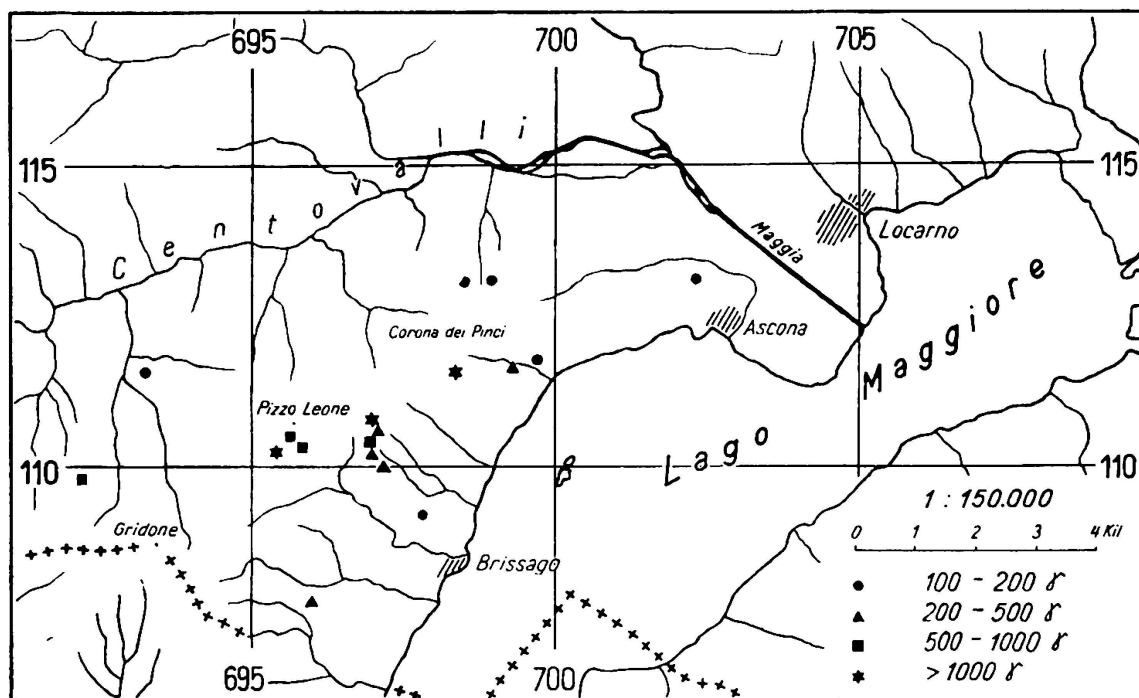 695 700 705
115 115
Centovalli
Maggia
Locarno
Corona dei Pinci
Ascona
Maggiore
Pizzo Leone
Lago
110 110
1 : 150.000
Gridone
0 1 2 3 4 Kil
Brissago
100 - 200 γ
200 - 500 γ
500 - 1000 γ
> 1000 γ
695 700